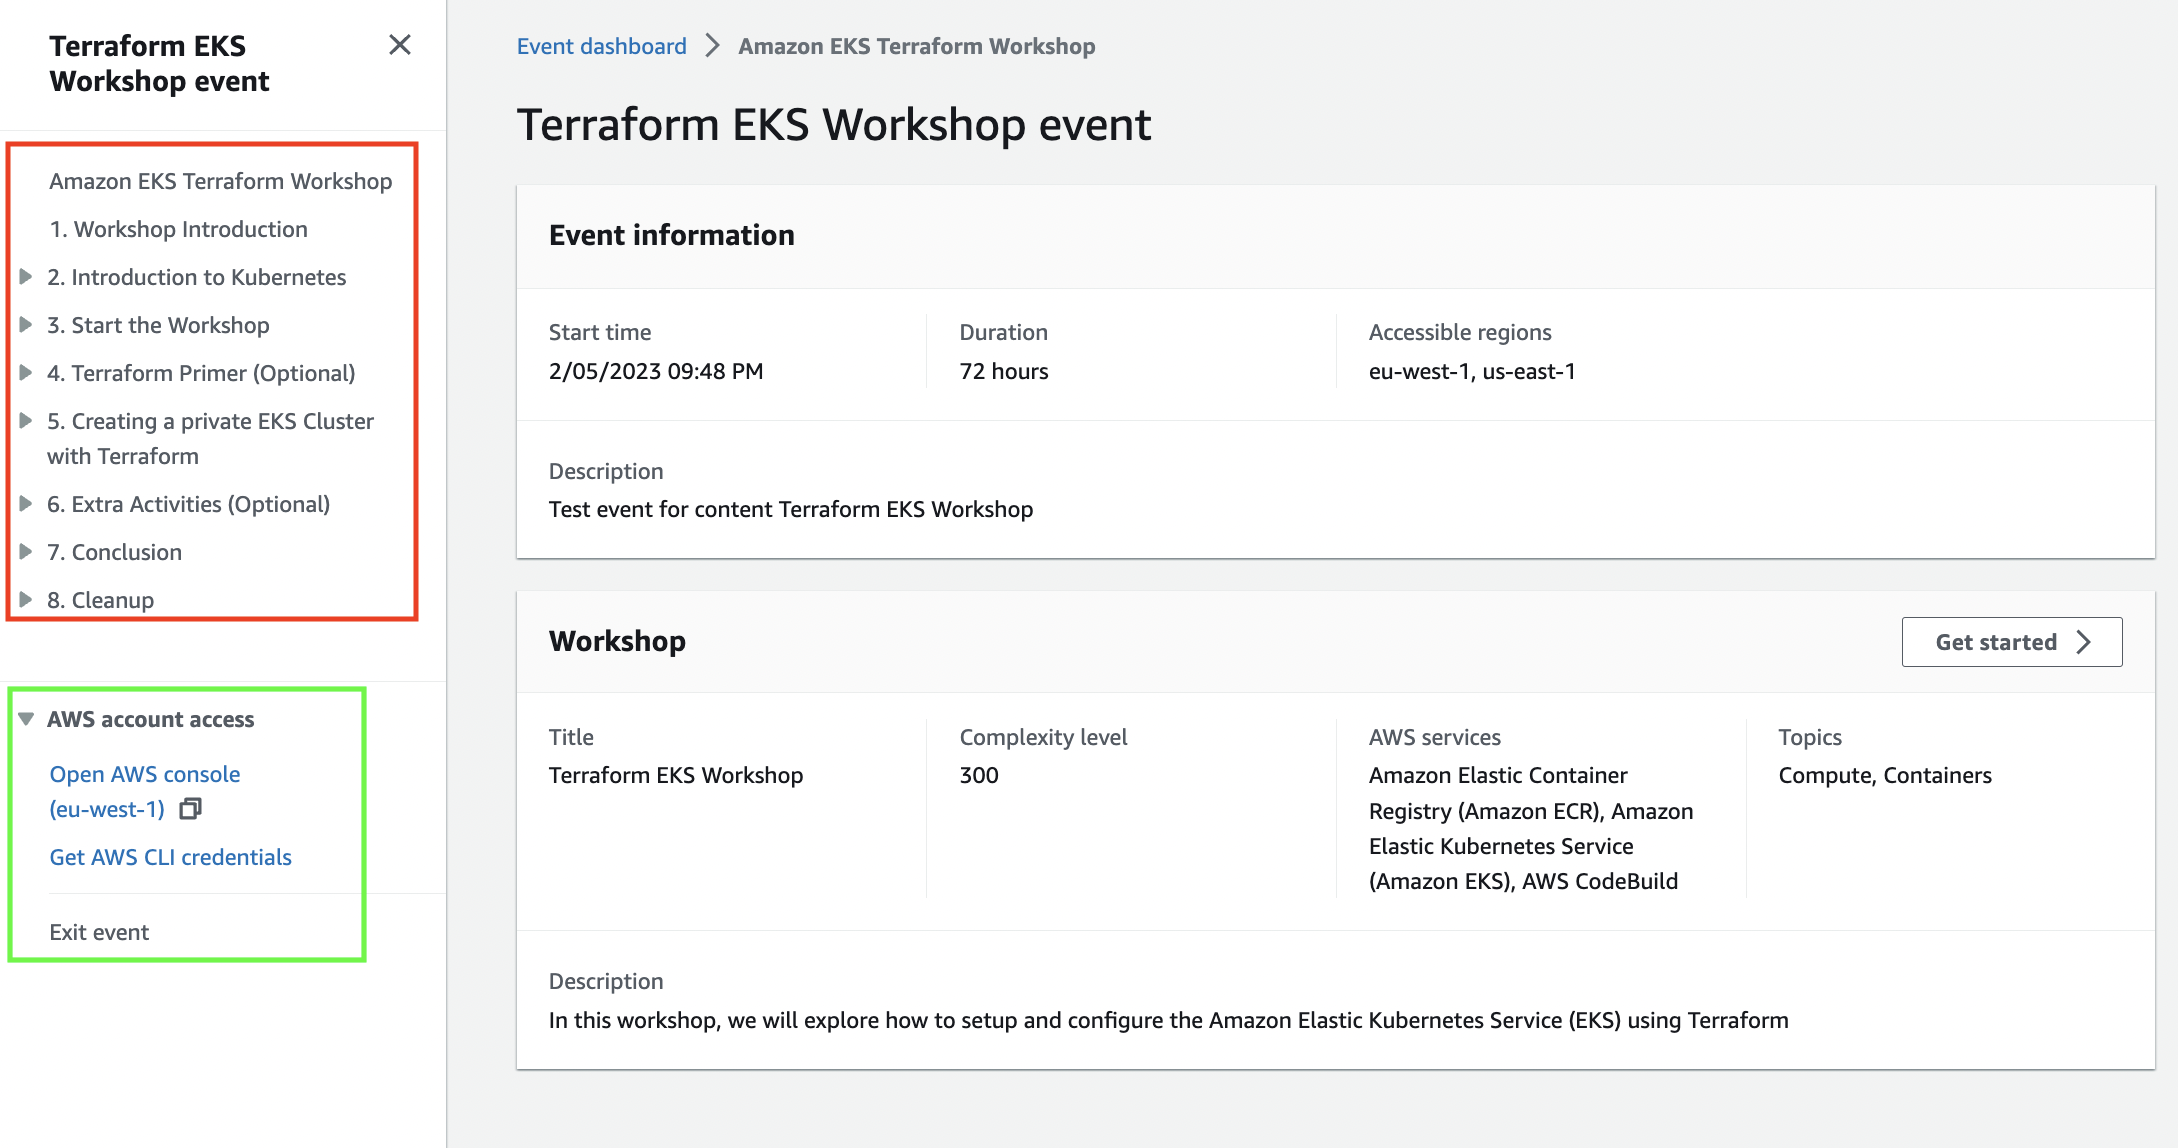 Terraform EKS
Workshop event
Amazon EKS Terraform Workshop
1. Workshop Introduction
2. Introduction to Kubernetes
3. Start the Workshop
4. Terraform Primer (Optional)
5. Creating a private EKS Cluster
with Terraform
6. Extra Activities (Optional)
7. Conclusion
8. Cleanup
AWS account access
Open AWS console
(eu-west-1)
Get AWS CLI credentials
Exit event
Event dashboard > Amazon EKS Terraform Workshop
Terraform EKS Workshop event
Event information
Start time
2/05/2023 09:48 PM
Duration
72 hours
Accessible regions
eu-west-1, us-east-1
Description
Test event for content Terraform EKS Workshop
Workshop
Get started
Title
Terraform EKS Workshop
Complexity level
300
AWS services
Amazon Elastic Container
Registry (Amazon ECR), Amazon
Elastic Kubernetes Service
(Amazon EKS), AWS CodeBuild
Topics
Compute, Containers
Description
In this workshop, we will explore how to setup and configure the Amazon Elastic Kubernetes Service (EKS) using Terraform